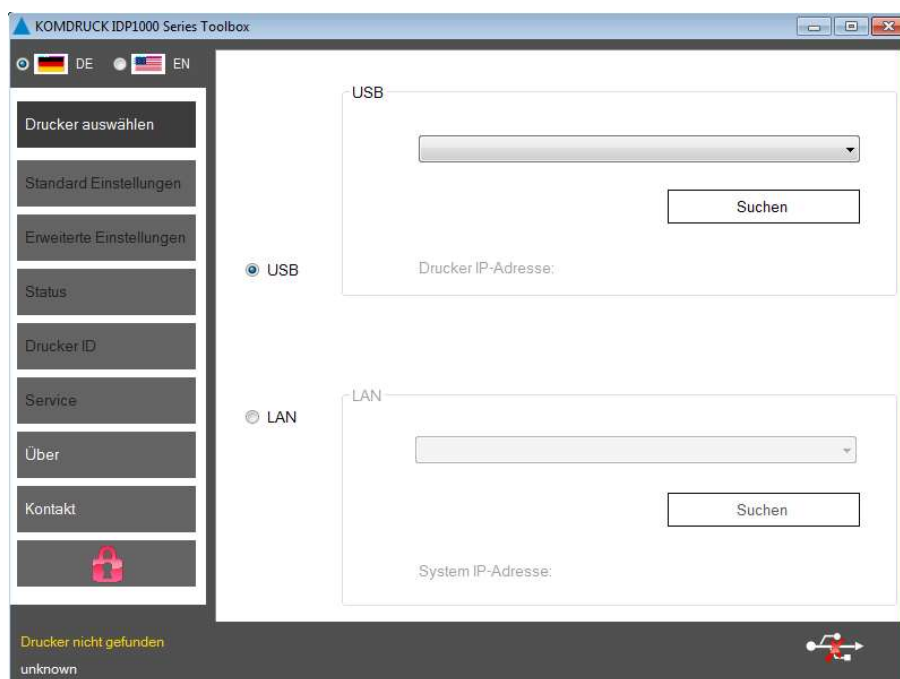 KOMDRUCK IDP1000 Series Toolbox
DE EN
Drucker auswählen
Standard Einstellungen
Erweiterte Einstellungen
Status
Drucker ID
Service
Über
Kontakt
USB
USB
Suchen
Drucker IP-Adresse:
LAN
LAN
Suchen
System IP-Adresse:
Drucker nicht gefunden
unknown